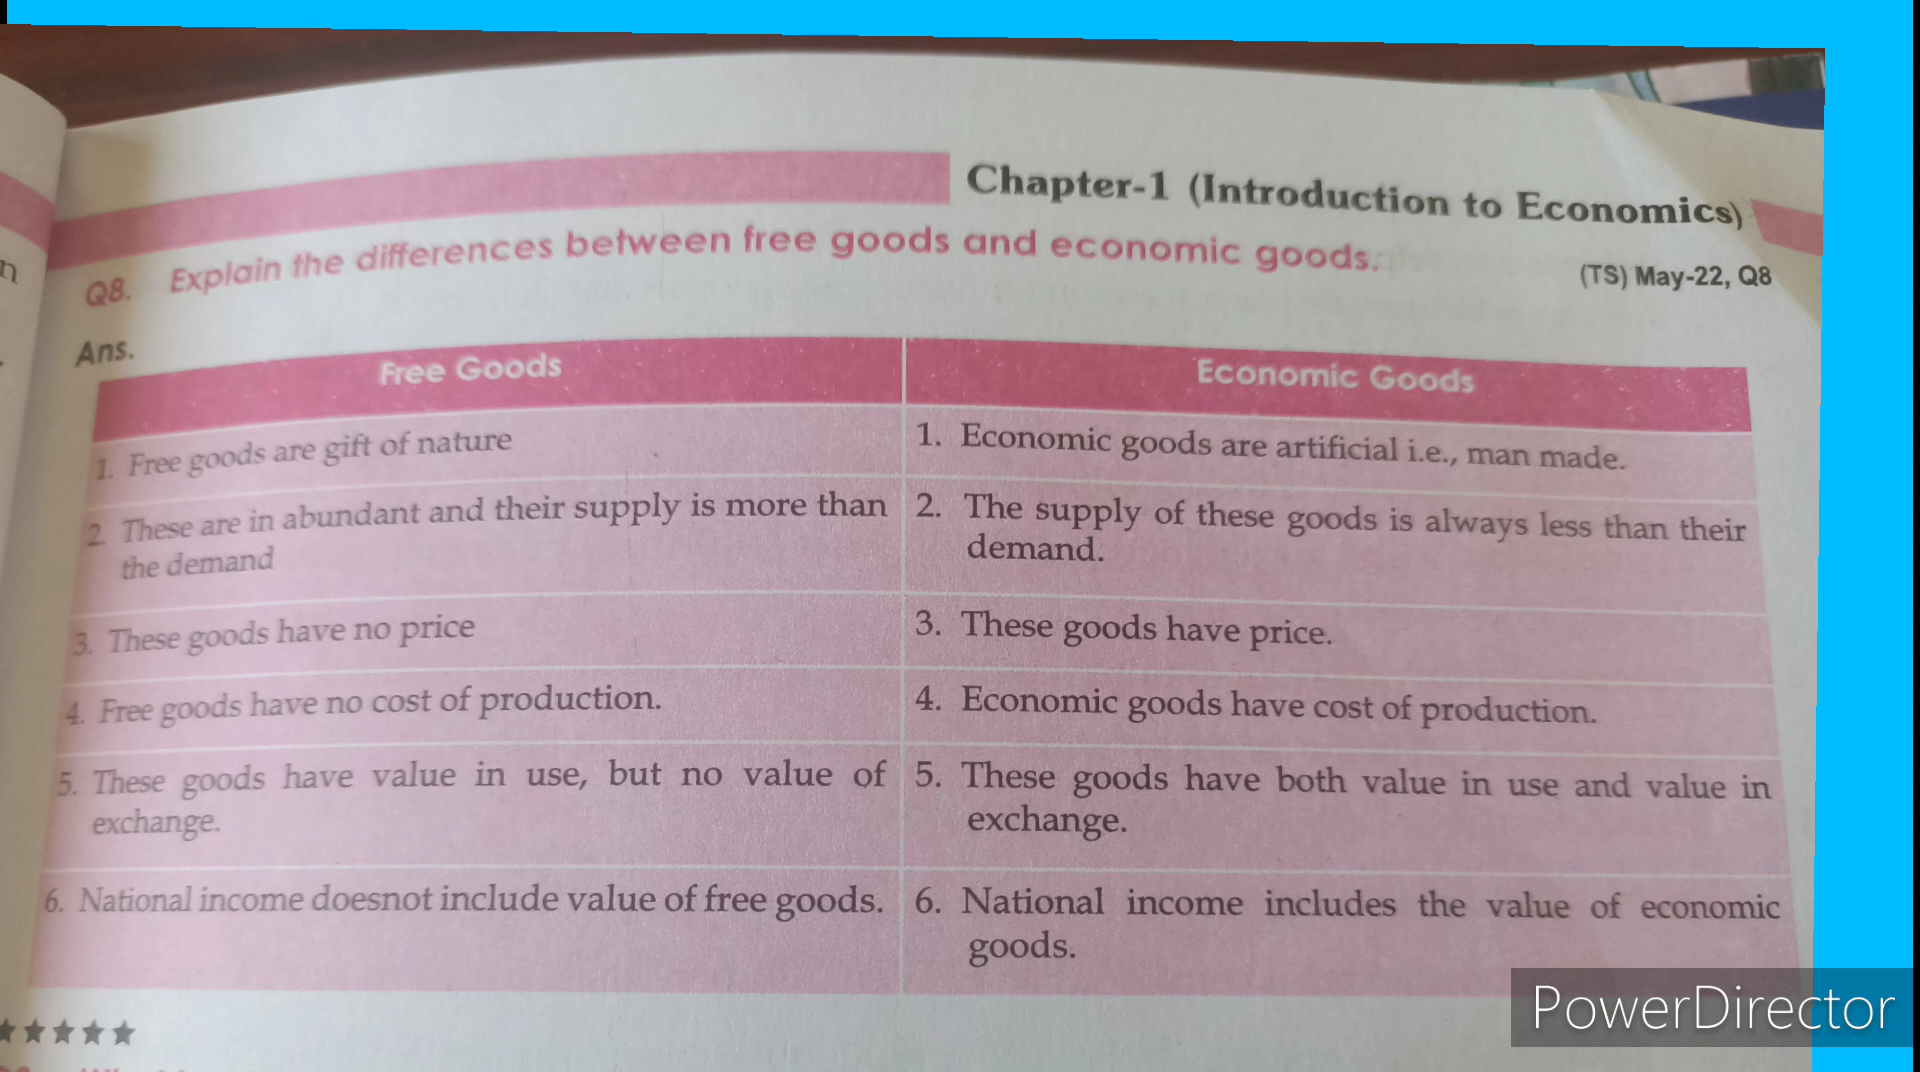 Chapter-1 (Introduction to Economics)
Q8. Explain the differences between free goods and economic goods.
(TS) May-22, Q8
Ans.
Free Goods
Economic Goods
1. Free goods are gift of nature
1. Economic goods are artificial i.e., man made.
2. These are in abundant and their supply is more than
the demand
2. The supply of these goods is always less than their
demand.
3. These goods have no price
3. These goods have price.
4. Free goods have no cost of production.
4. Economic goods have cost of production.
5. These goods have value in use, but no value of
exchange.
5. These goods have both value in use and value in
exchange.
6. National income doesnot include value of free goods.
6. National income includes the value of economic
goods.
PowerDirector